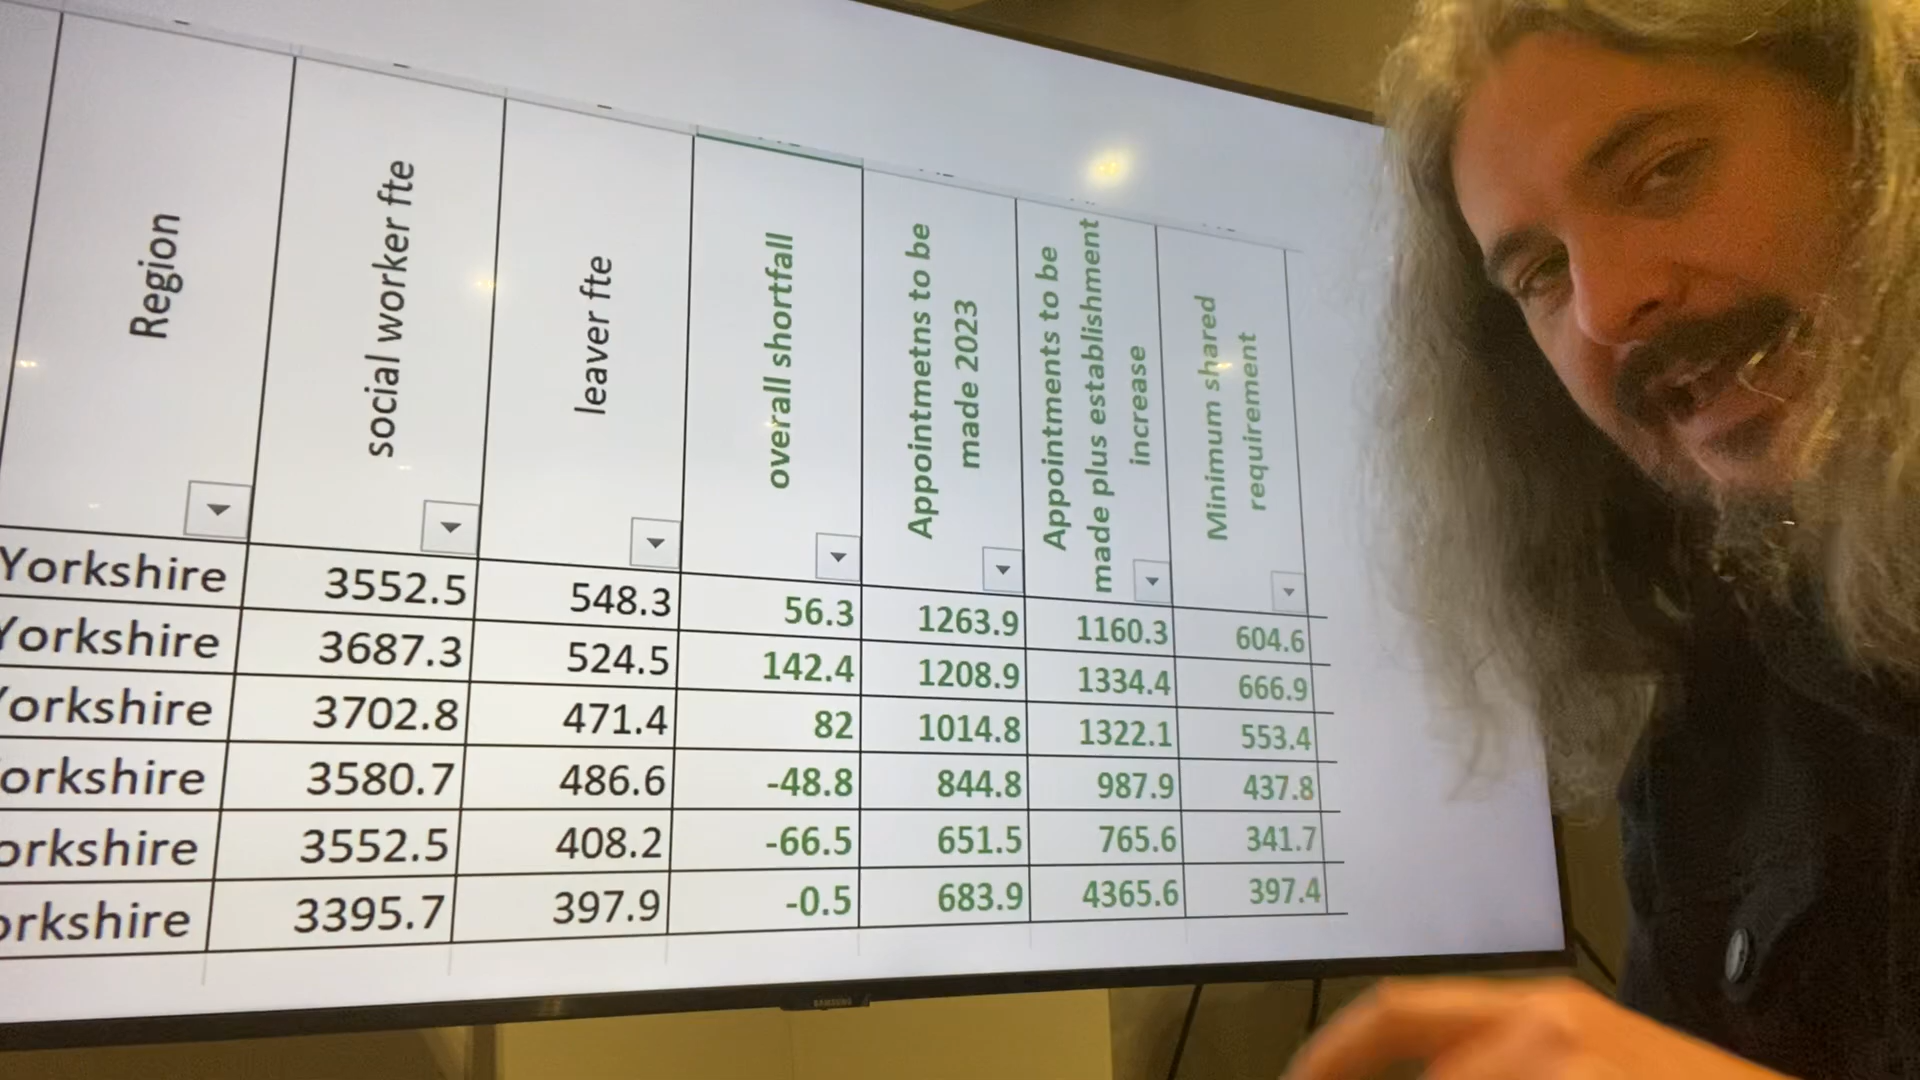 Region
social worker fte
leaver fte
overall shortfall
Appointmetns to be
made 2023
Appointments to be
made plus establishment
increase
Minimum shared
requirement
Yorkshire 3552.5 548.3 56.3 1263.9 1160.3 604.6
Yorkshire 3687.3 524.5 142.4 1208.9 1334.4 666.9
Yorkshire 3702.8 471.4 82 1014.8 1322.1 553.4
orkshire 3580.7 486.6 -48.8 844.8 987.9 437.8
orkshire 3552.5 408.2 -66.5 651.5 765.6 341.7
orkshire 3395.7 397.9 -0.5 683.9 4365.6 397.4
SAMSUNG